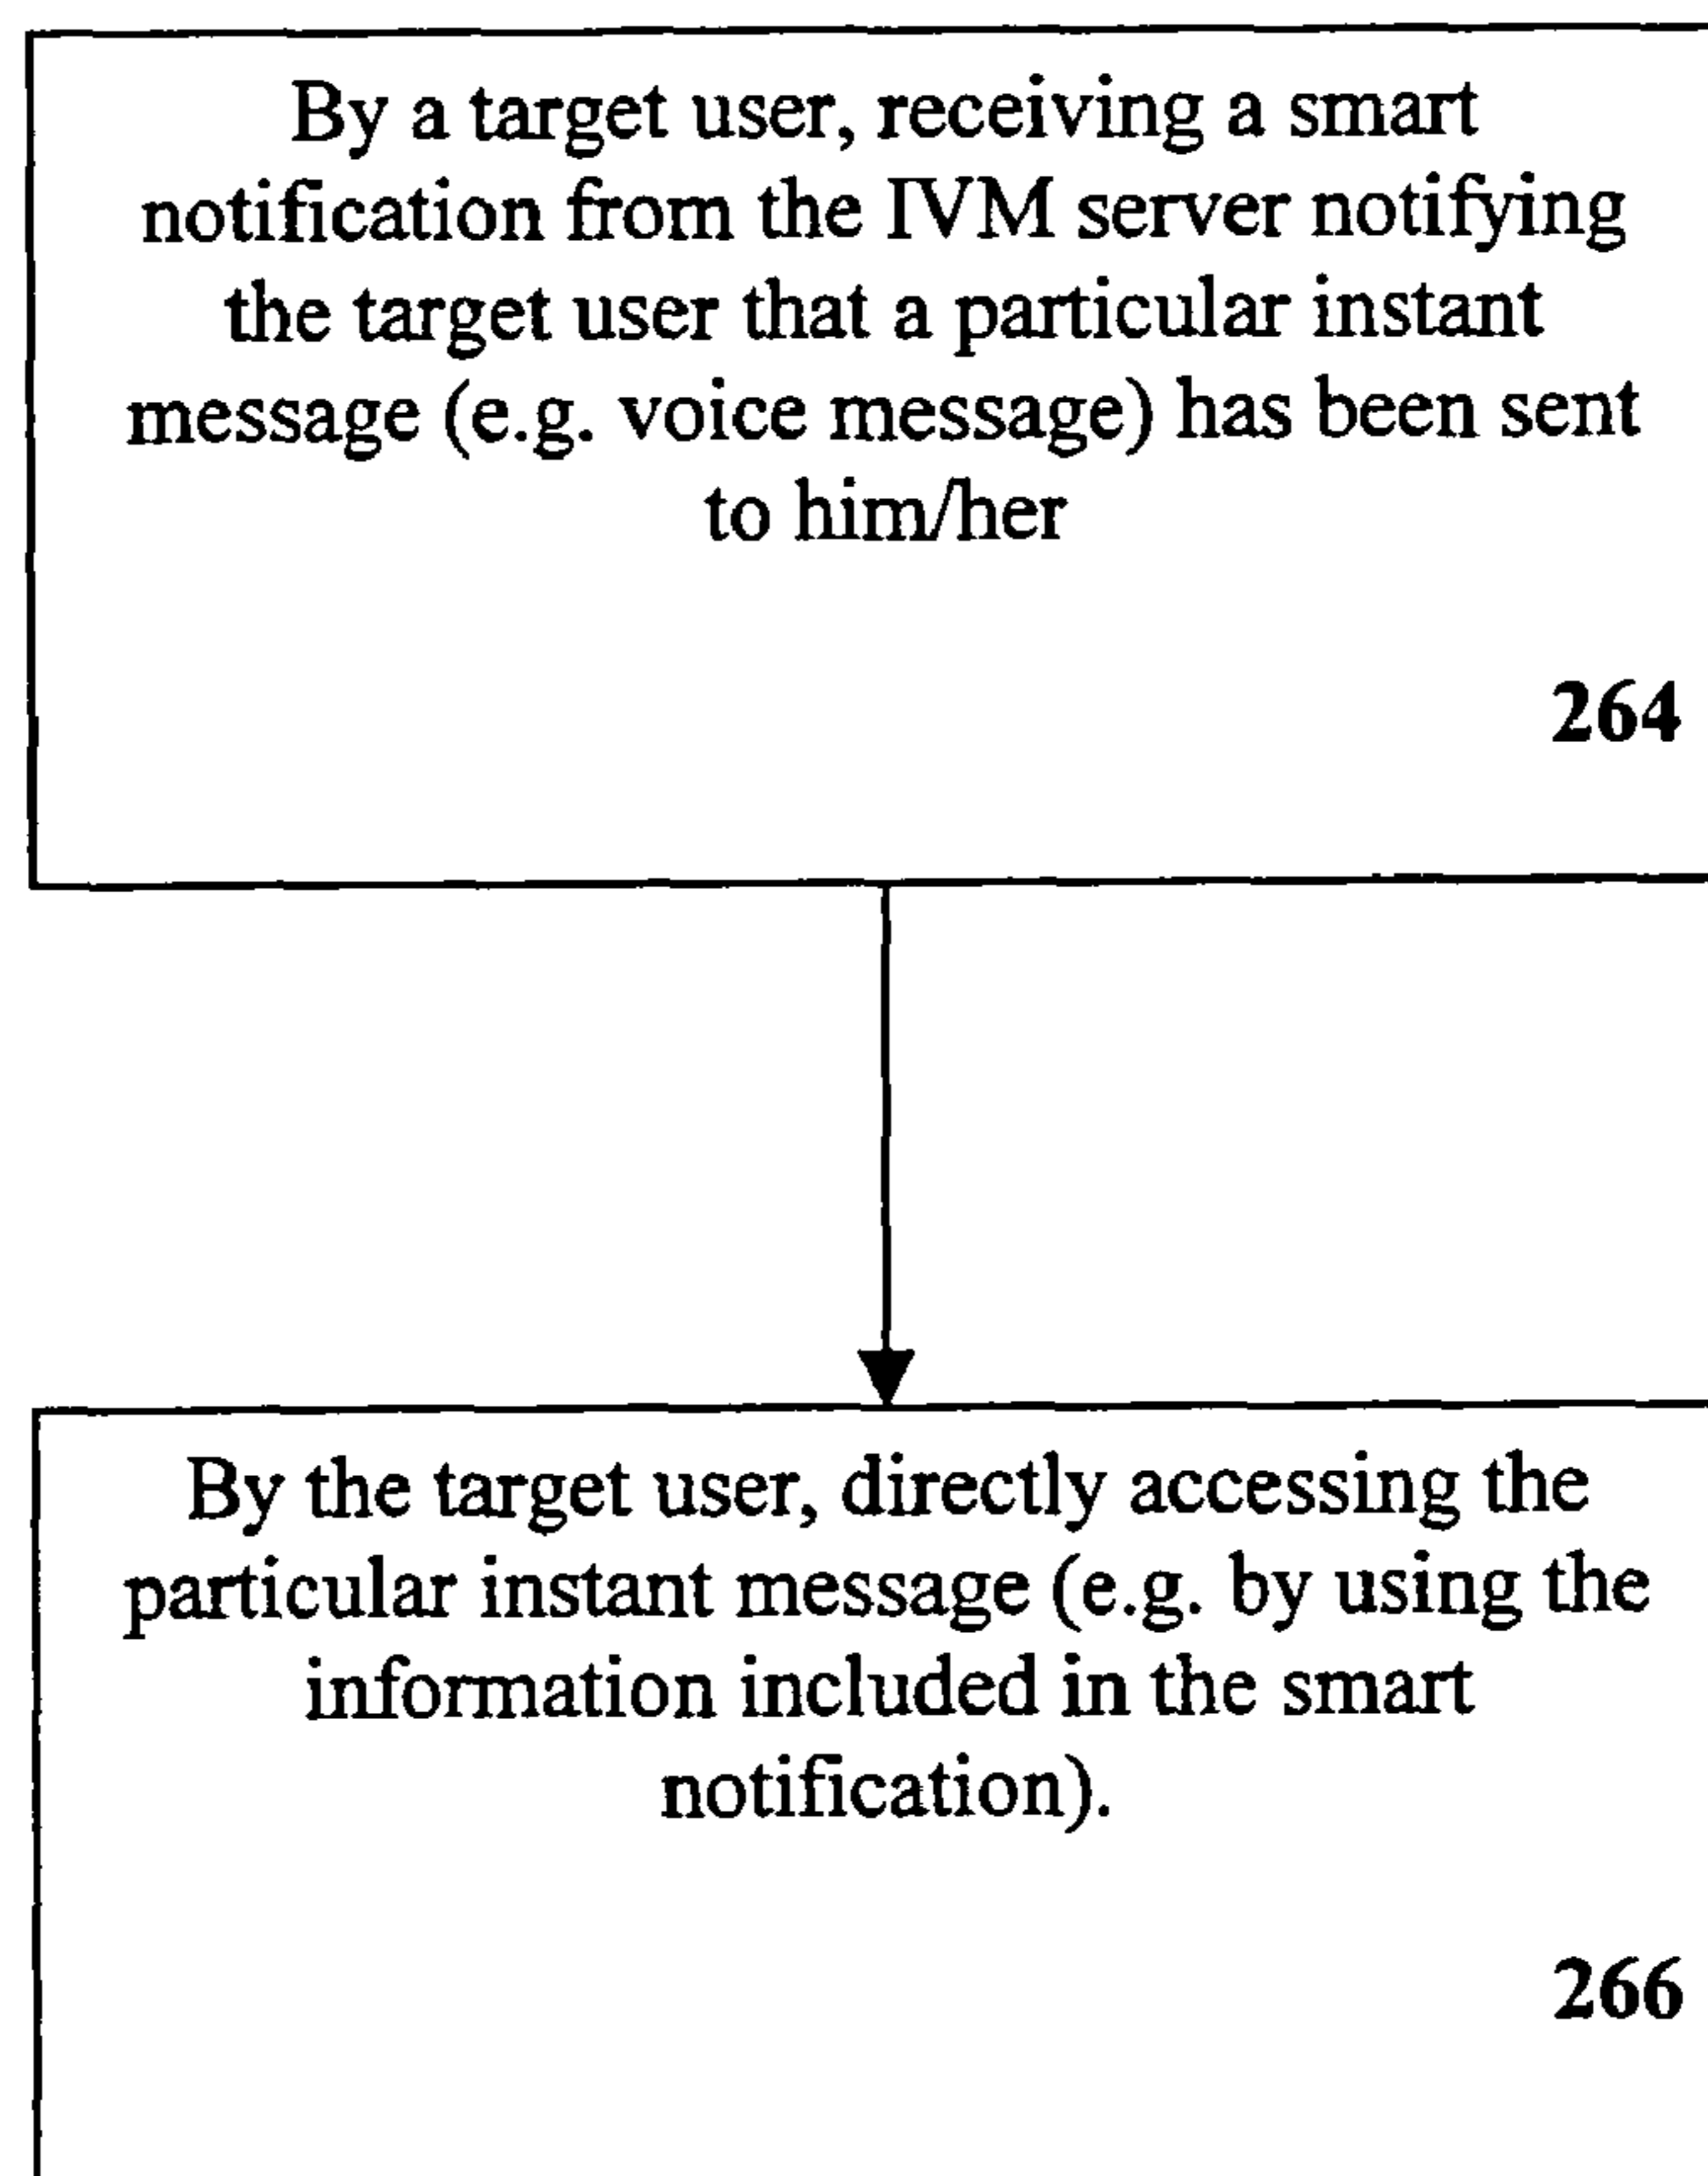 By a target user, receiving a smart
notification from the IVM server notifying
the target user that a particular instant
message (e.g. voice message) has been sent
to him/her
264
By the target user, directly accessing the
particular instant message (e.g. by using the
information included in the smart
notification).
266